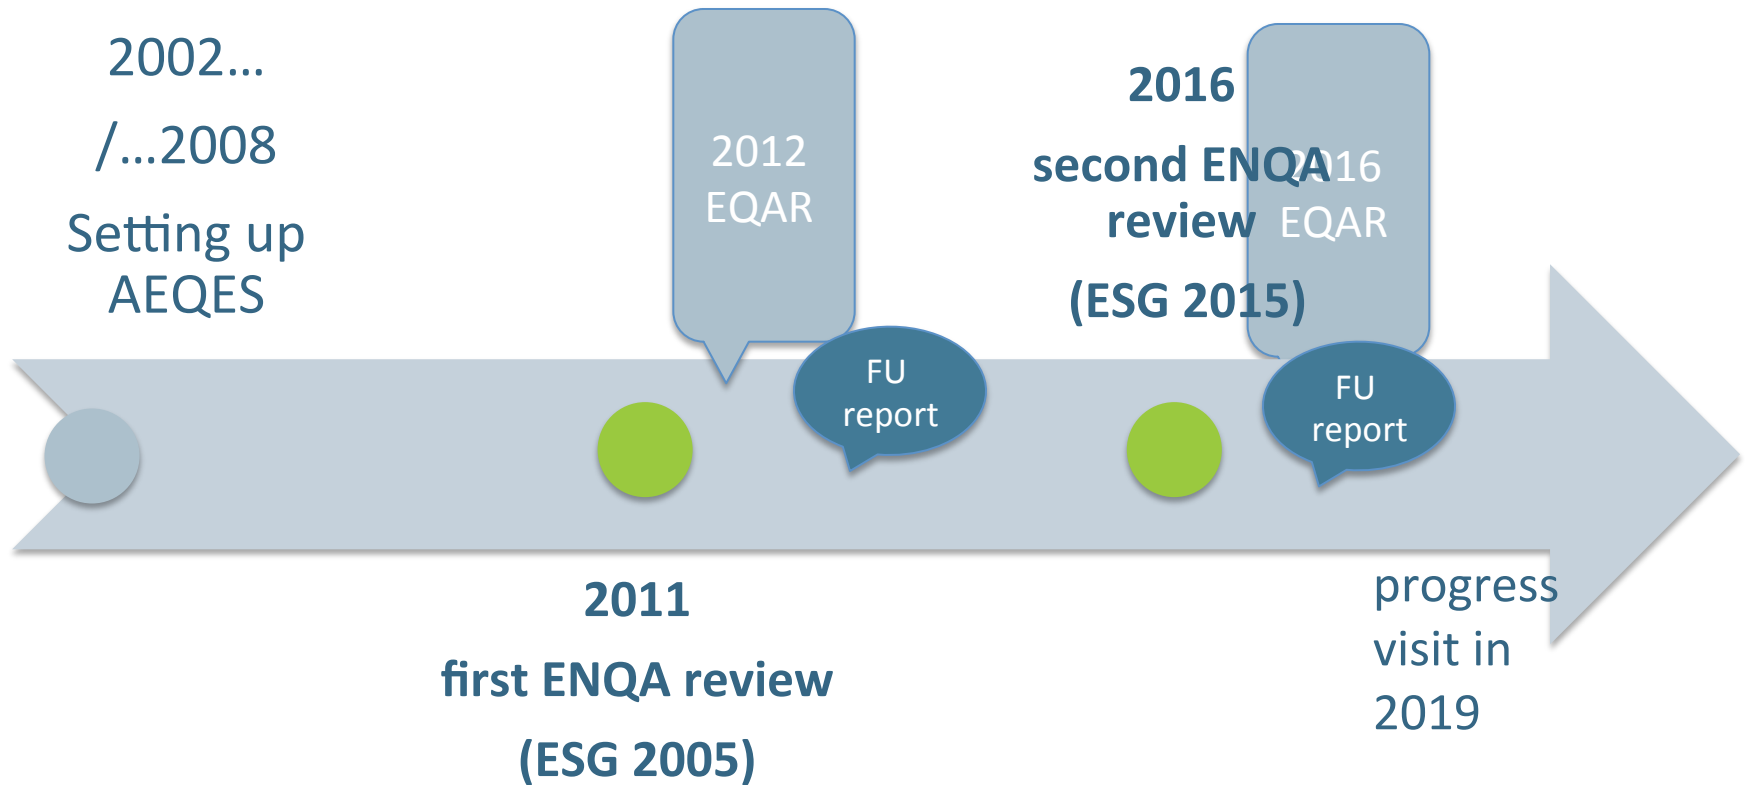 2002…
/…2008
Setting up
AEQES
2012
EQAR
2016
second ENQA
review
(ESG 2015)
2016
EQAR
FU
report
FU
report
2011
first ENQA review
(ESG 2005)
progress
visit in
2019